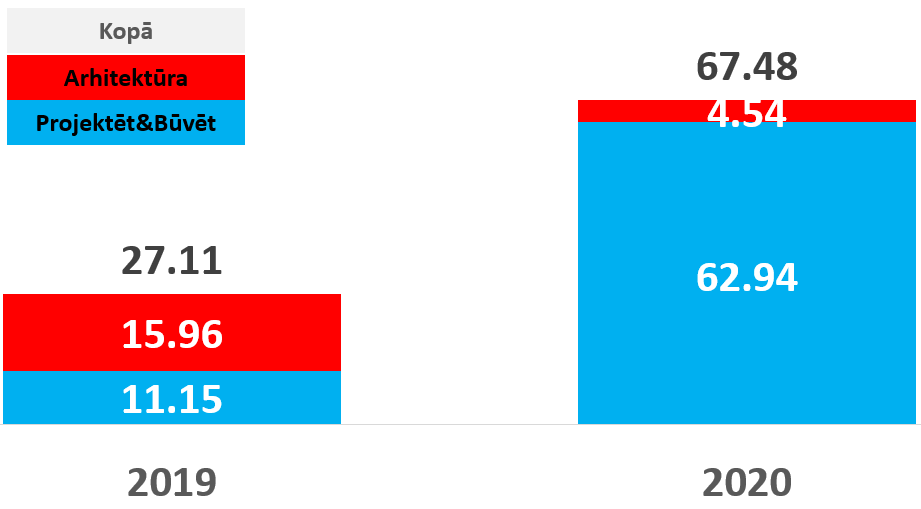 Kopā
Arhitektūra
Projektēt&Būvēt
67.48
4.54
62.94
27.11
15.96
11.15
2019
2020